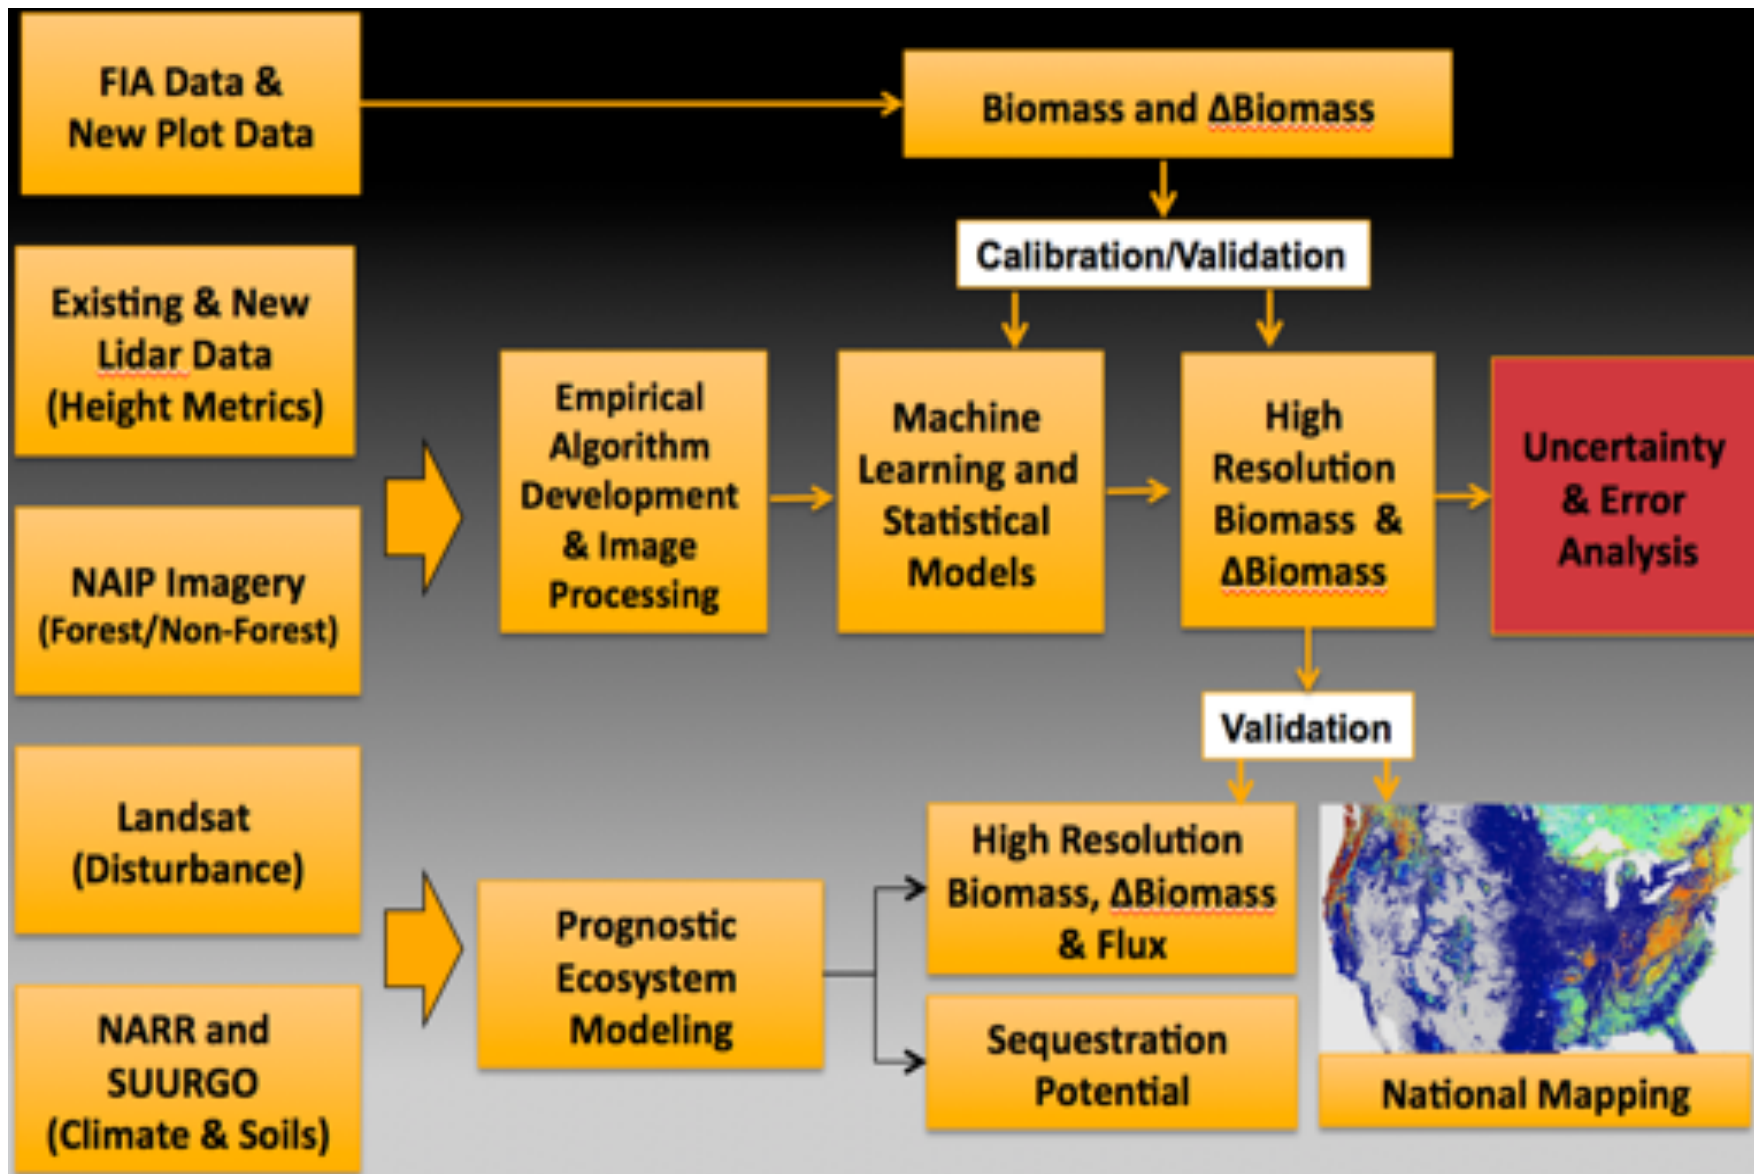 FIA Data &
New Plot Data
Biomass and ΔBiomass
Calibration/Validation
Existing & New
Lidar Data
(Height Metrics)
Empirical
Algorithm
Development
& Image
Processing
Machine
Learning and
Statistical
Models
High
Resolution
Biomass &
ΔBiomass
Uncertainty
& Error
Analysis
NAIP Imagery
(Forest/Non-Forest)
Validation
Landsat
(Disturbance)
Prognostic
Ecosystem
Modeling
High Resolution
Biomass, ΔBiomass
& Flux
NARR and
SUURGO
(Climate & Soils)
Sequestration
Potential
National Mapping